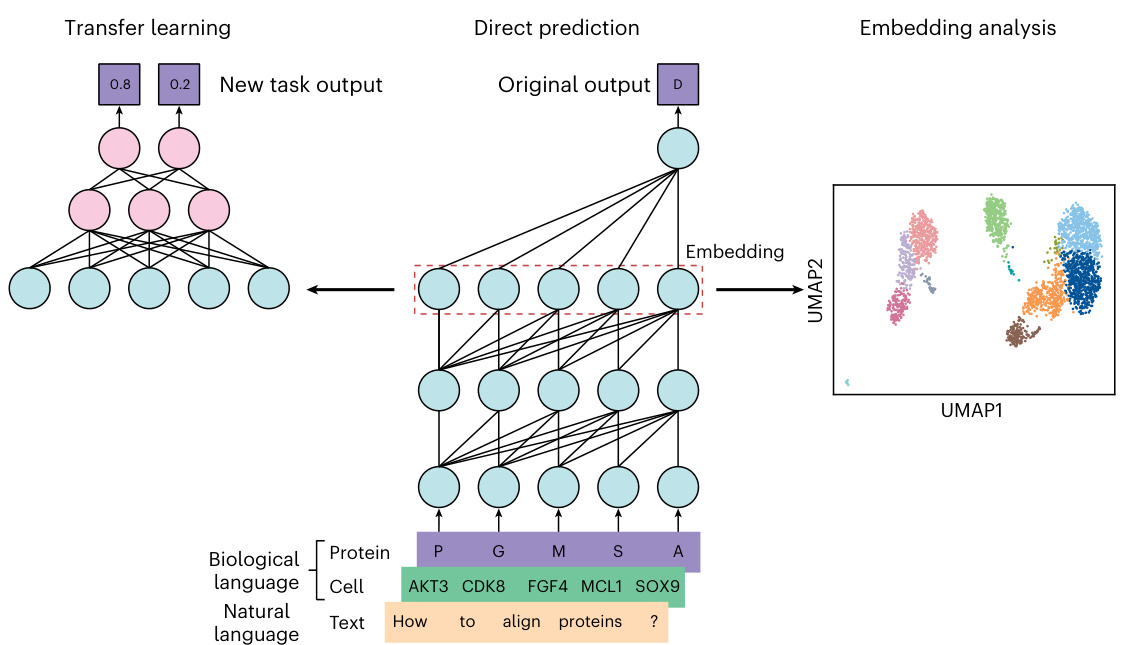 Transfer learning
Direct prediction
Embedding analysis
0.8
0.2
New task output
Original output
D
Embedding
UMAP2
UMAP1
Biological language
Protein
P G M S A
Cell
AKT3 CDK8 FGF4 MCL1 SOX9
Natural language
Text
How to align proteins ?